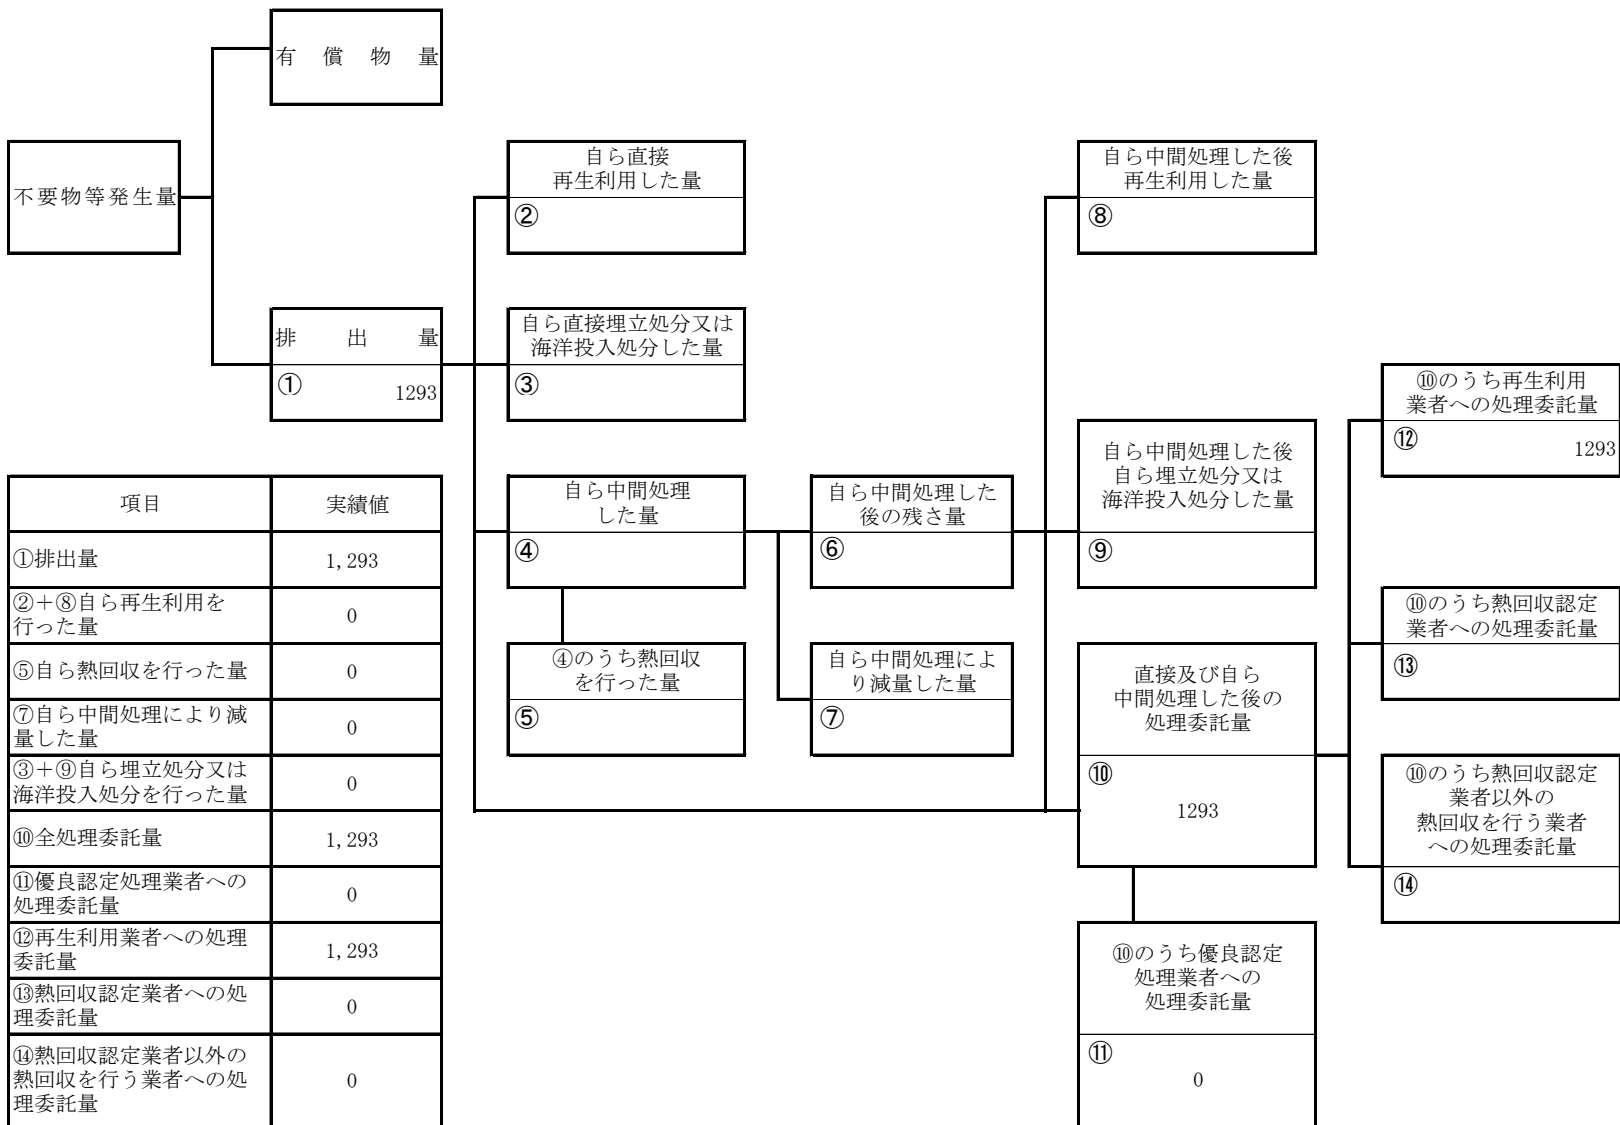 有償物量
不要物等発生量
排出量
①
1293
自ら直接
再生利用した量
②
自ら直接埋立処分又は
海洋投入処分した量
③
自ら中間処理
した量
④
④のうち熱回収
を行った量
⑤
自ら中間処理した
後の残さ量
⑥
自ら中間処理によ
り減量した量
⑦
自ら中間処理した後
再生利用した量
⑧
自ら中間処理した後
自ら埋立処分又は
海洋投入処分した量
⑨
直接及び自ら
中間処理した後の
処理委託量
⑩
1293
⑩のうち優良認定
処理業者への
処理委託量
⑪
0
⑩のうち再生利用
業者への処理委託量
⑫
1293
⑩のうち熱回収認定
業者への処理委託量
⑬
⑩のうち熱回収認定
業者以外の
熱回収を行う業者
への処理委託量
⑭
項目 実績値
①排出量 1,293
②+⑧自ら再生利用を
行った量 0
⑤自ら熱回収を行った量 0
⑦自ら中間処理により減
量した量 0
③+⑨自ら埋立処分又は
海洋投入処分を行った量 0
⑩全処理委託量 1,293
⑪優良認定処理業者への
処理委託量 0
⑫再生利用業者への処理
委託量 1,293
⑬熱回収認定業者への処
理委託量 0
⑭熱回収認定業者以外の
熱回収を行う業者への処
理委託量 0